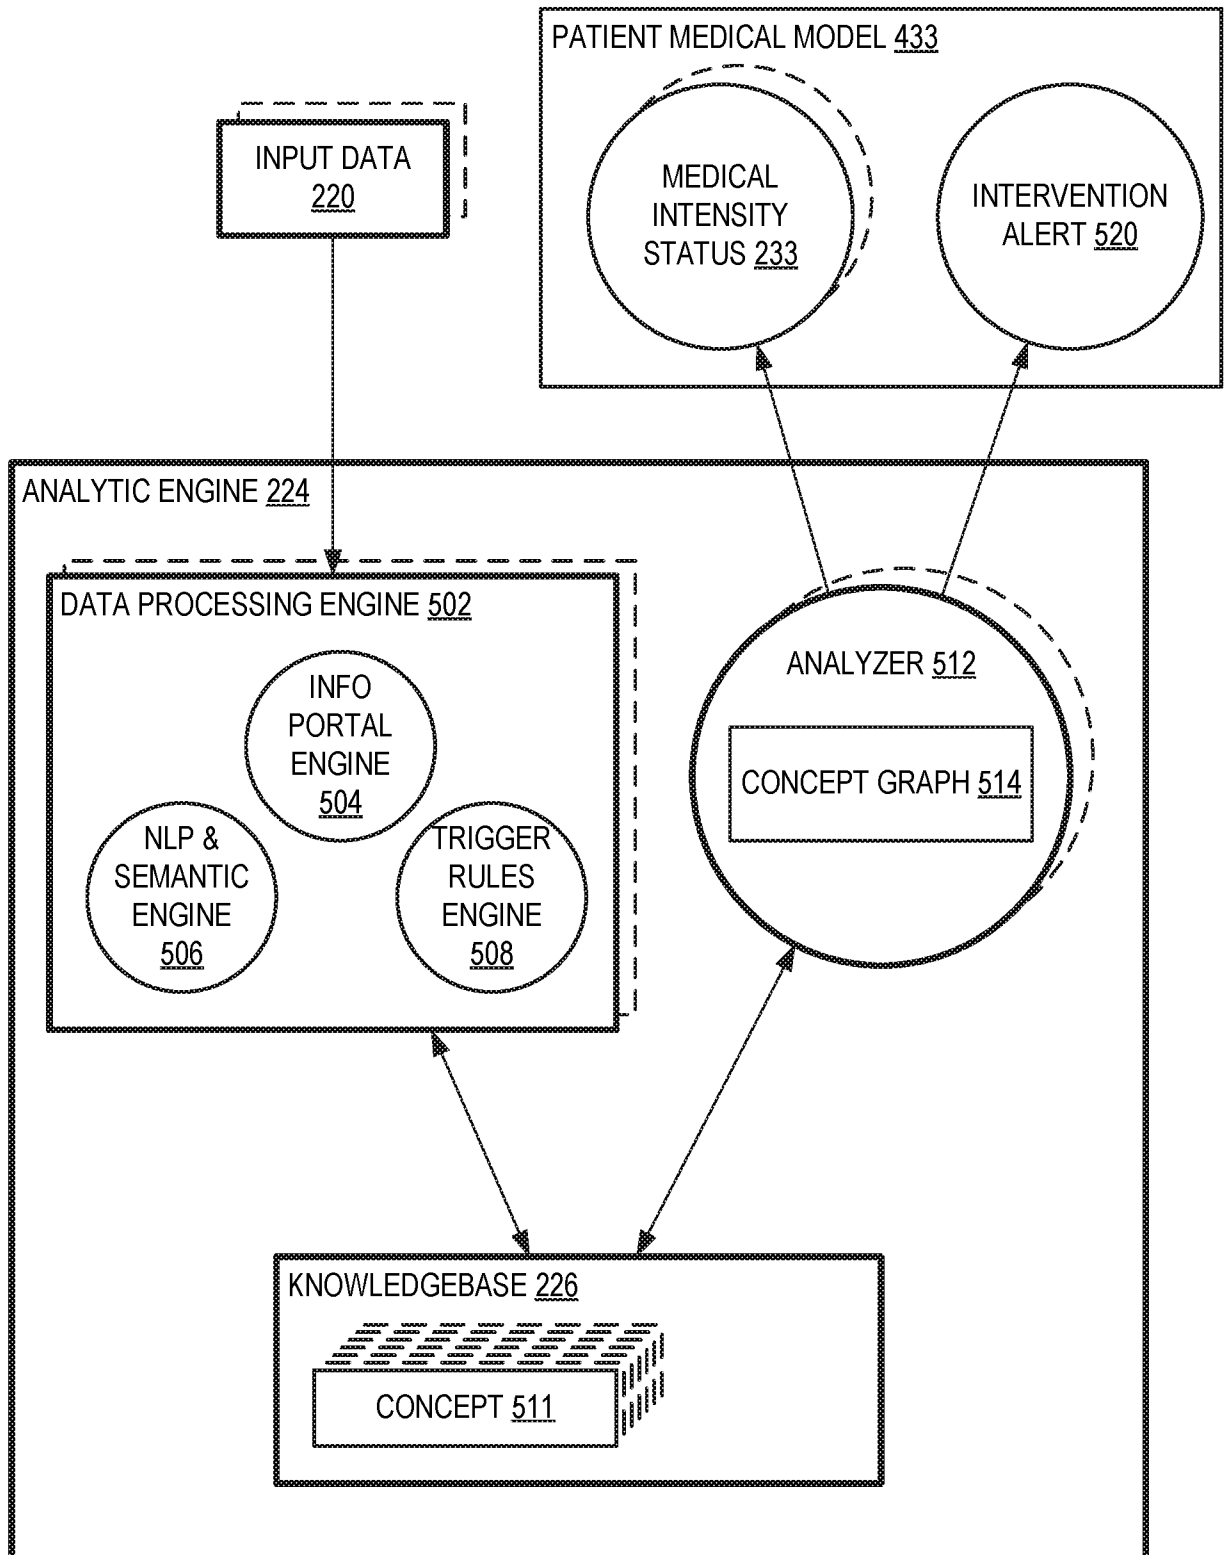 PATIENT MEDICAL MODEL 433
INPUT DATA
220
MEDICAL
INTENSITY
STATUS 233
INTERVENTION
ALERT 520
ANALYTIC ENGINE 224
DATA PROCESSING ENGINE 502
INFO
PORTAL
ENGINE
504
NLP &
SEMANTIC
ENGINE
506
TRIGGER
RULES
ENGINE
508
ANALYZER 512
CONCEPT GRAPH 514
KNOWLEDGEBASE 226
CONCEPT 511